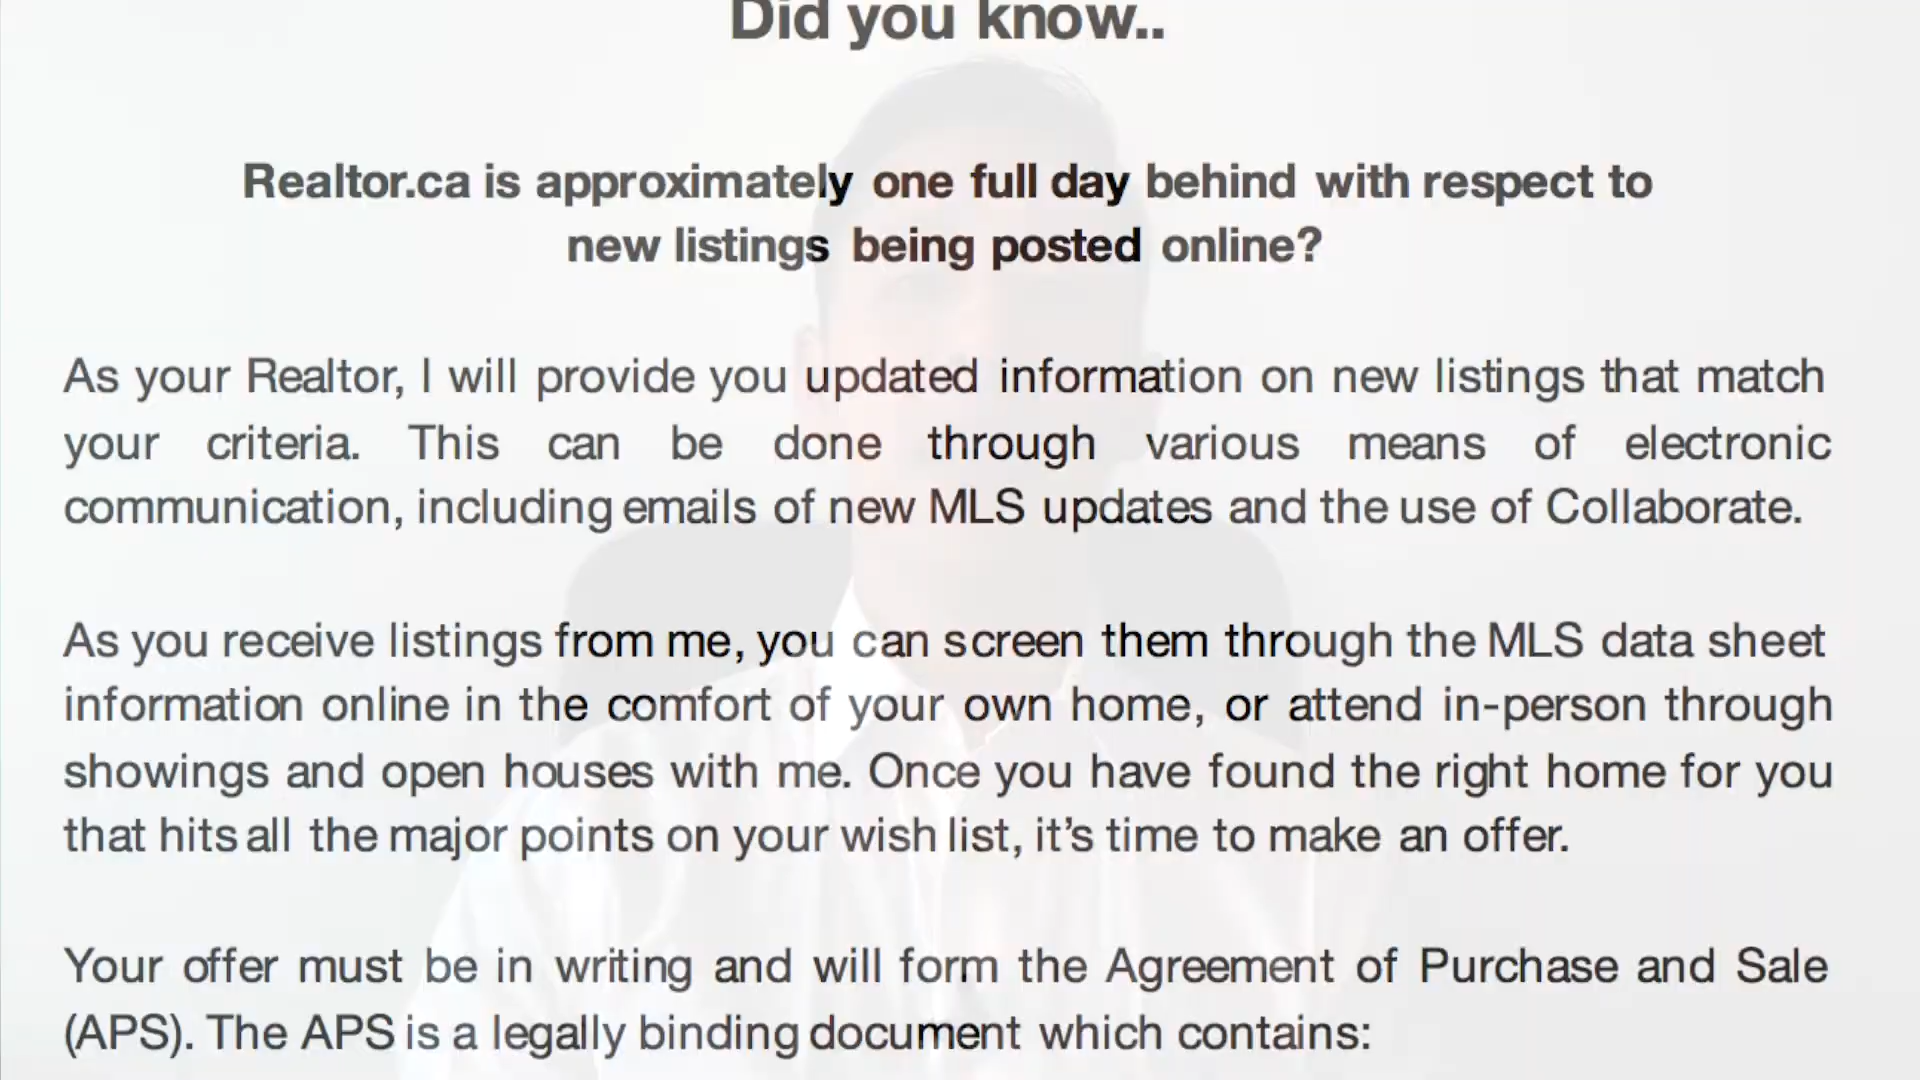 Did you know..
Realtor.ca is approximately one full day behind with respect to
new listings being posted online?
As your Realtor, I will provide you updated information on new listings that match
your criteria. This can be done through various means of electronic
communication, including emails of new MLS updates and the use of Collaborate.
As you receive listings from me, you can screen them through the MLS data sheet
information online in the comfort of your own home, or attend in-person through
showings and open houses with me. Once you have found the right home for you
that hits all the major points on your wish list, it’s time to make an offer.
Your offer must be in writing and will form the Agreement of Purchase and Sale
(APS). The APS is a legally binding document which contains: